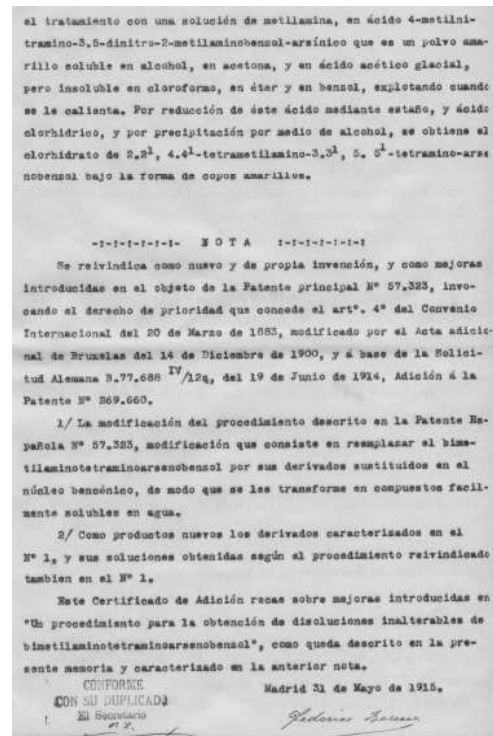 el tratamiento con una solución de metilamina, en ácido 4-metilni-
tramino-3,5-dinitro-2-metilaminobenzol-arsínico que es un polvo ama-
rillo soluble en alcohol, en acetona, y en ácido acético glacial,
pero insoluble en cloroformo, en éter y en benzol, explotando cuando
se le calienta. Por reducción de éste ácido mediante estaño, y ácido
clorhídrico, y por precipitación por medio de alcohol, se obtiene el
clorhidrato de 2.2¹, 4.4¹-tetrametilamino-3.3¹, 5. 5¹-tetramino-arse
nobenzol bajo la forma de copos amarillos.
-:-:-:-:-:-:- N O T A :-:-:-:-:-:-:
Se reivindica como nuevo y de propia invención, y como mejoras
introducidas en el objeto de la Patente principal Nº 57.323, invo-
cando el derecho de prioridad que concede el artº. 4º del Convenio
Internacional del 20 de Marzo de 1883, modificado por el Acta adicio-
nal de Bruxelas del 14 de Diciembre de 1900, y á base de la Solici-
tud Alemana B.77.688 IV/12q, del 19 de Junio de 1914, Adición á la
Patente Nº 269.660.
1/ La modificación del procedimiento descrito en la Patente Es-
pañola Nº 57.323, modificación que consiste en reemplazar el bime-
tilaminotetraminoarsenobenzol por sus derivados sustituidos en el
núcleo bencónico, de modo que se les transforme en compuestos facil-
mente solubles en agua.
2/ Como productos nuevos los derivados caracterizados en el
Nº 1, y sus soluciones obtenidas según el procedimiento reivindicado
tambien en el Nº 1.
Este Certificado de Adición recae sobre mejoras introducidas en
"Un procedimiento para la obtención de disoluciones inalterables de
bimetilaminotetraminoarsenobenzol", como queda descrito en la pre-
sente memoria y caracterizado en la anterior nota.
Madrid 31 de Mayo de 1915.
CONFORME
CON SU DUPLICADO
El Secretario
Federico